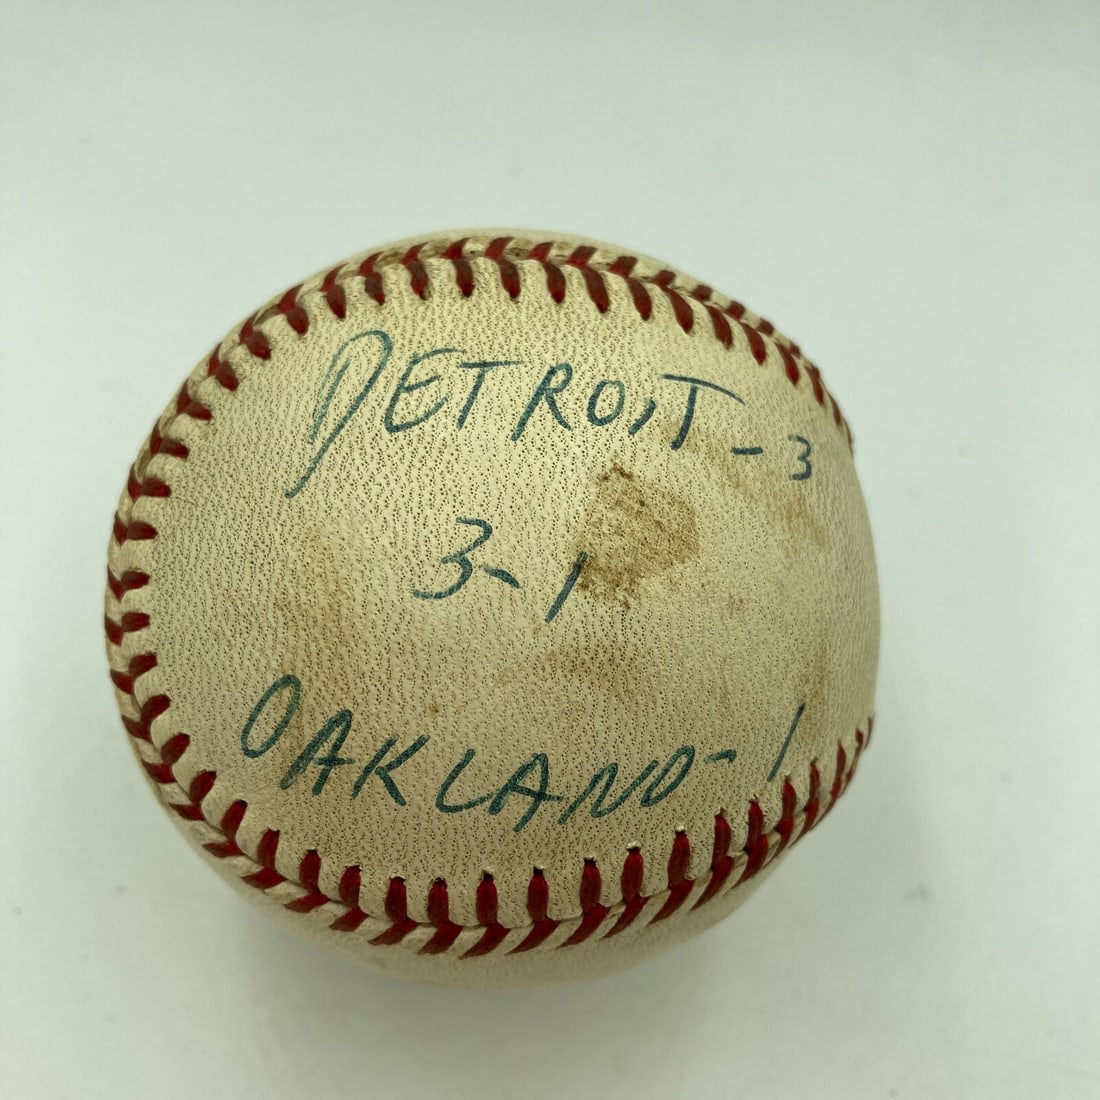 DETROIT - 3
3-1
OAKLAND - 1